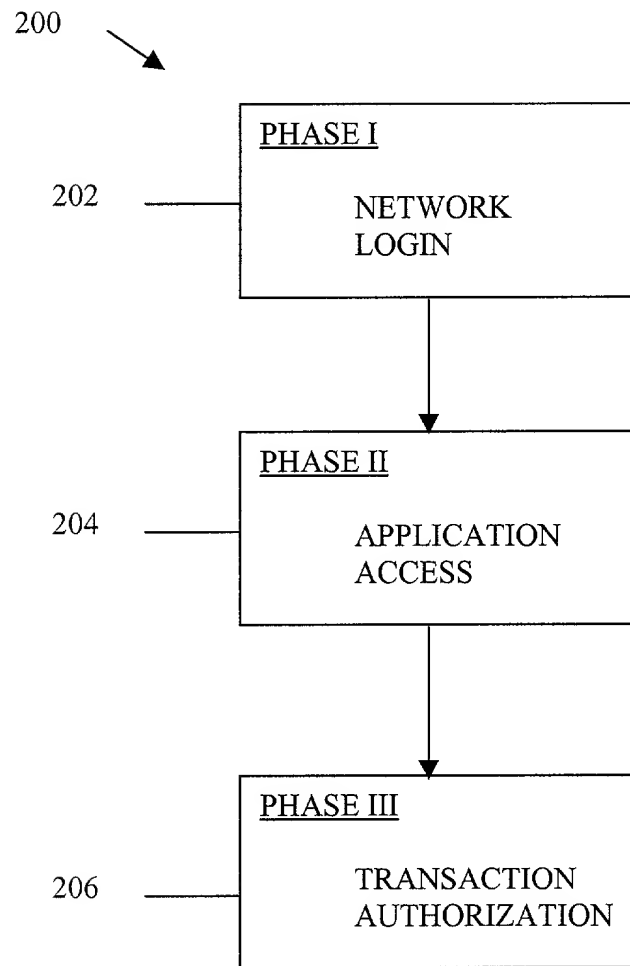 200
PHASE I
202
NETWORK
LOGIN
PHASE II
204
APPLICATION
ACCESS
PHASE III
206
TRANSACTION
AUTHORIZATION